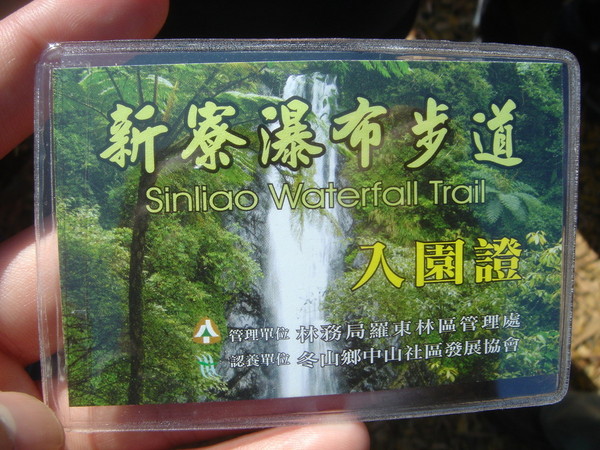 新寮瀑布步道
Sinliao Waterfall Trail
入園證
管理單位 林務局羅東林區管理處
認養單位 冬山鄉中山社區發展協會